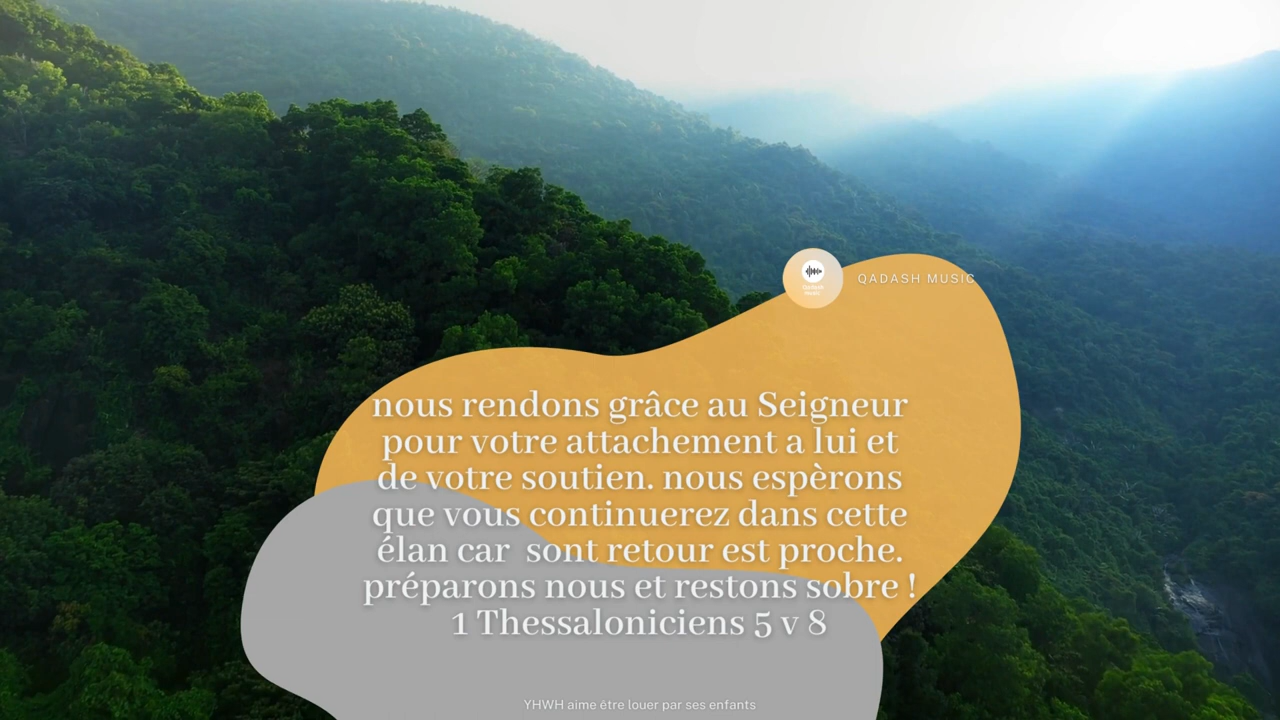 QADASH MUSIC
nous rendons grâce au Seigneur
pour votre attachement a lui et
de votre soutien. nous espèrons
que vous continuerez dans cette
élan car  sont retour est proche.
préparons nous et restons sobre !
1 Thessaloniciens 5 v 8
YHWH aime être louer par ses enfants